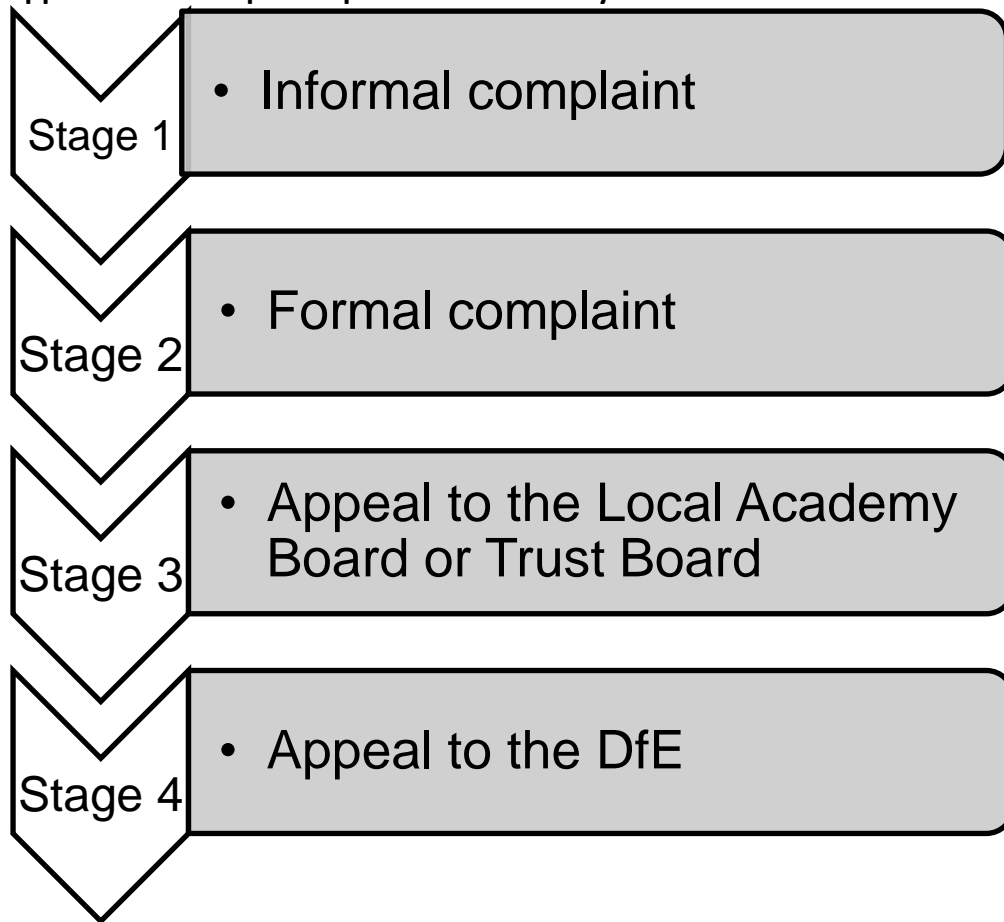 Stage 1
• Informal complaint
Stage 2
• Formal complaint
Stage 3
• Appeal to the Local Academy
Board or Trust Board
Stage 4
• Appeal to the DfE